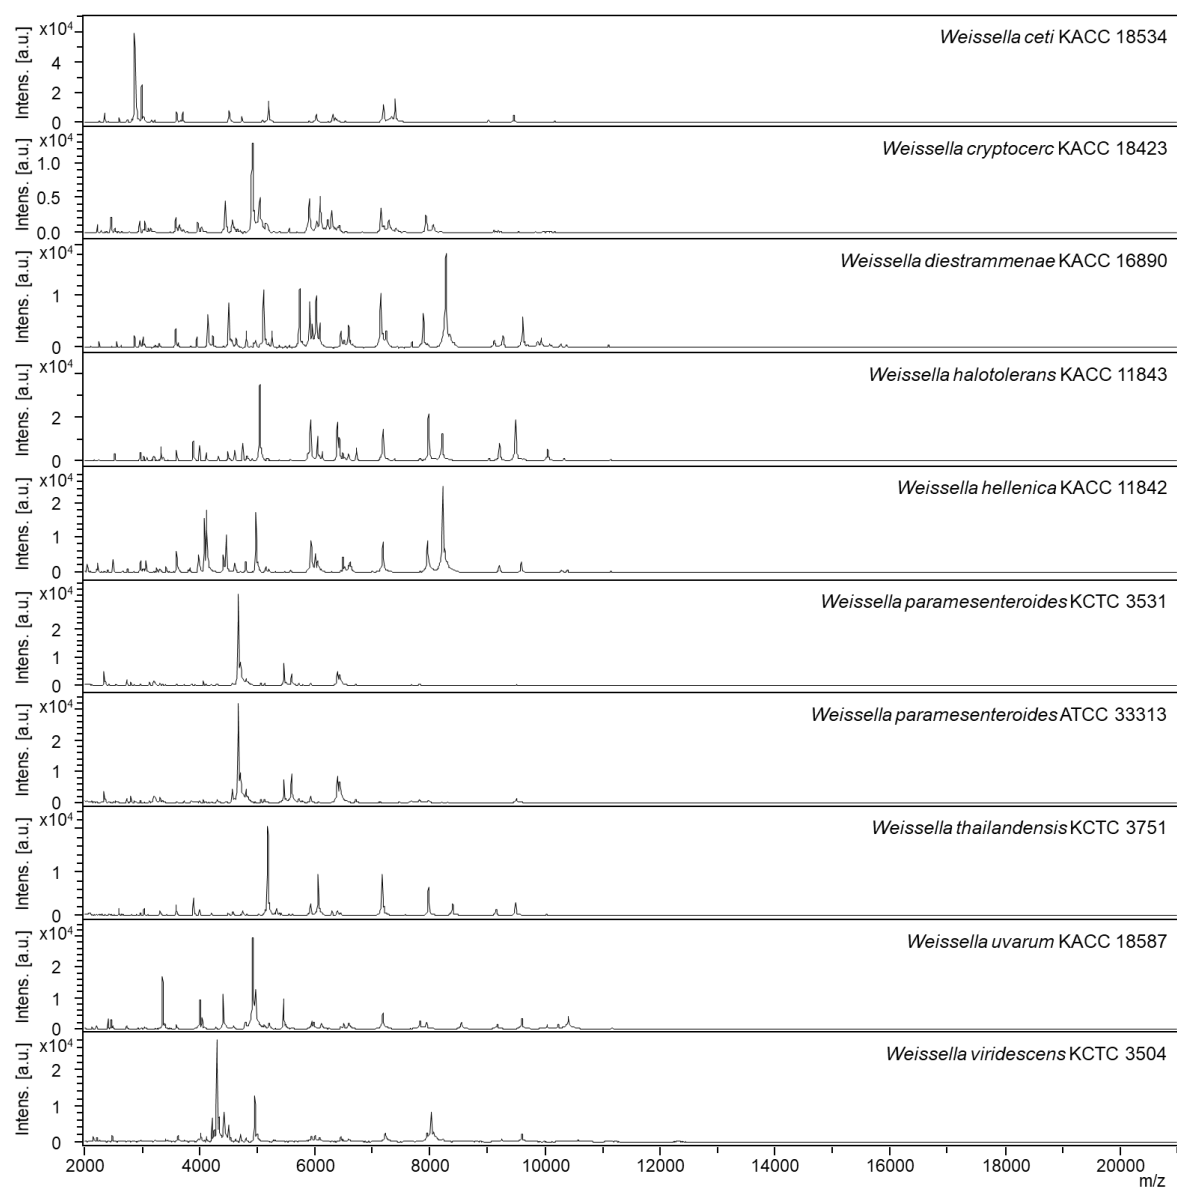 Intens. [a.u.]
x10⁴
4
2
0
Weissella ceti KACC 18534
Intens. [a.u.]
x10⁴
1.0
0.5
0.0
Weissella cryptocerc KACC 18423
Intens. [a.u.]
x10⁴
1
0
Weissella diestrammenae KACC 16890
Intens. [a.u.]
x10⁴
2
0
Weissella halotolerans KACC 11843
Intens. [a.u.]
x10⁴
2
1
0
Weissella hellenica KACC 11842
Intens. [a.u.]
x10⁴
2
1
0
Weissella paramesenteroides KCTC 3531
Intens. [a.u.]
x10⁴
2
1
0
Weissella paramesenteroides ATCC 33313
Intens. [a.u.]
x10⁴
1
0
Weissella thailandensis KCTC 3751
Intens. [a.u.]
x10⁴
2
1
0
Weissella uvarum KACC 18587
Intens. [a.u.]
x10⁴
2
1
0
Weissella viridescens KCTC 3504
2000 4000 6000 8000 10000 12000 14000 16000 18000 20000
m/z